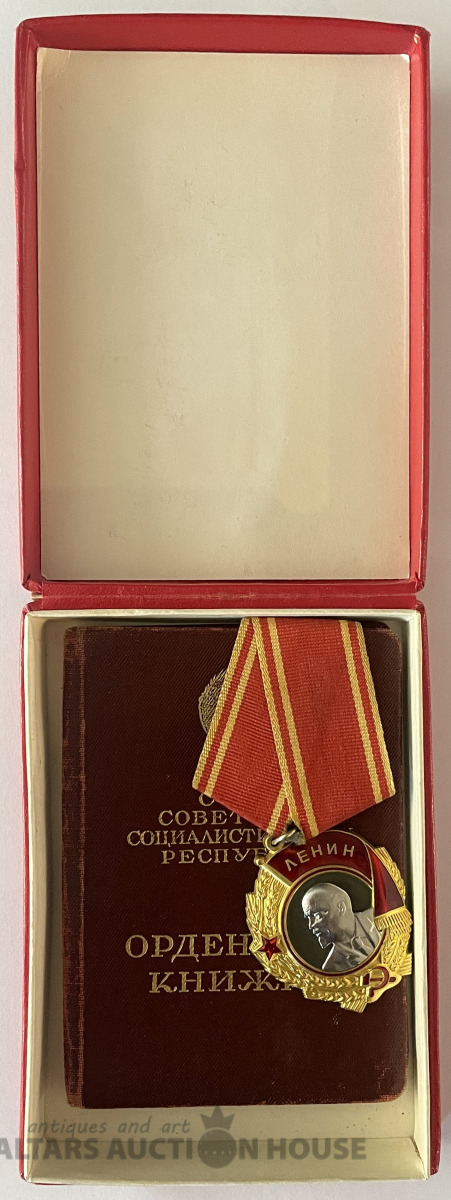 СОВЕТ
СОЦИАЛИСТИ
РЕСПУБ
ОРДЕН
КНИЖ
ЛЕНИН
antiques and art
ALTARS AUCTION HOUSE